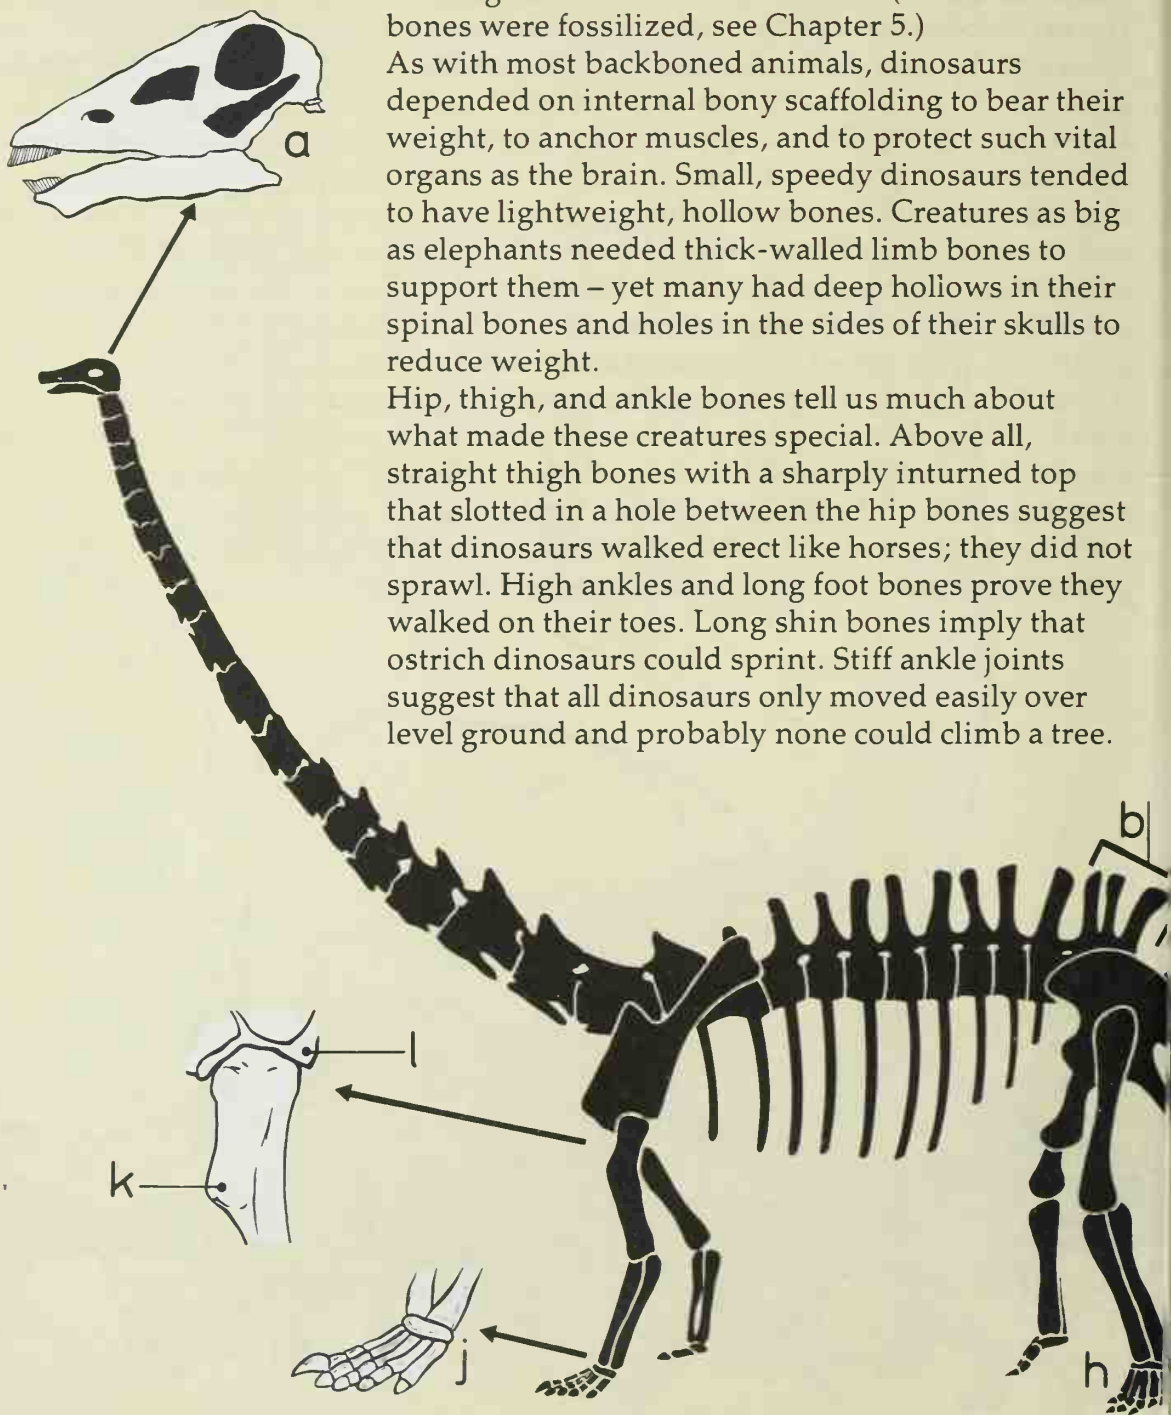 bones were fossilized, see Chapter 5.)
As with most backboned animals, dinosaurs
depended on internal bony scaffolding to bear their
weight, to anchor muscles, and to protect such vital
organs as the brain. Small, speedy dinosaurs tended
to have lightweight, hollow bones. Creatures as big
as elephants needed thick-walled limb bones to
support them – yet many had deep hollows in their
spinal bones and holes in the sides of their skulls to
reduce weight.
Hip, thigh, and ankle bones tell us much about
what made these creatures special. Above all,
straight thigh bones with a sharply inturned top
that slotted in a hole between the hip bones suggest
that dinosaurs walked erect like horses; they did not
sprawl. High ankles and long foot bones prove they
walked on their toes. Long shin bones imply that
ostrich dinosaurs could sprint. Stiff ankle joints
suggest that all dinosaurs only moved easily over
level ground and probably none could climb a tree.
a
b
l
k
j
h